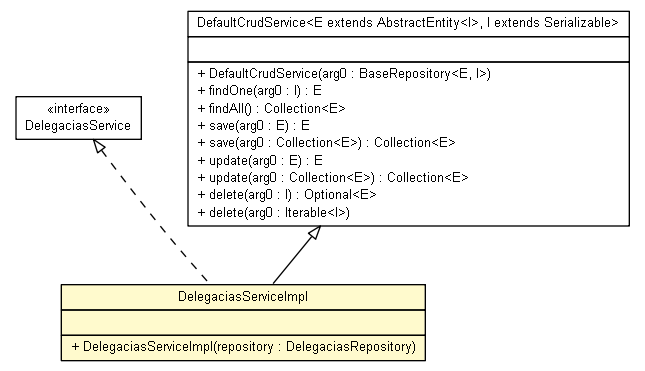 DefaultCrudService<E extends AbstractEntity<I>, I extends Serializable>
+ DefaultCrudService(arg0 : BaseRepository<E, I>)
+ findOne(arg0 : I) : E
+ findAll() : Collection<E>
+ save(arg0 : E) : E
+ save(arg0 : Collection<E>) : Collection<E>
+ update(arg0 : E) : E
+ update(arg0 : Collection<E>) : Collection<E>
+ delete(arg0 : I) : Optional<E>
+ delete(arg0 : Iterable<I>)
«interface»
DelegaciasService
DelegaciasServiceImpl
+ DelegaciasServiceImpl(repository : DelegaciasRepository)